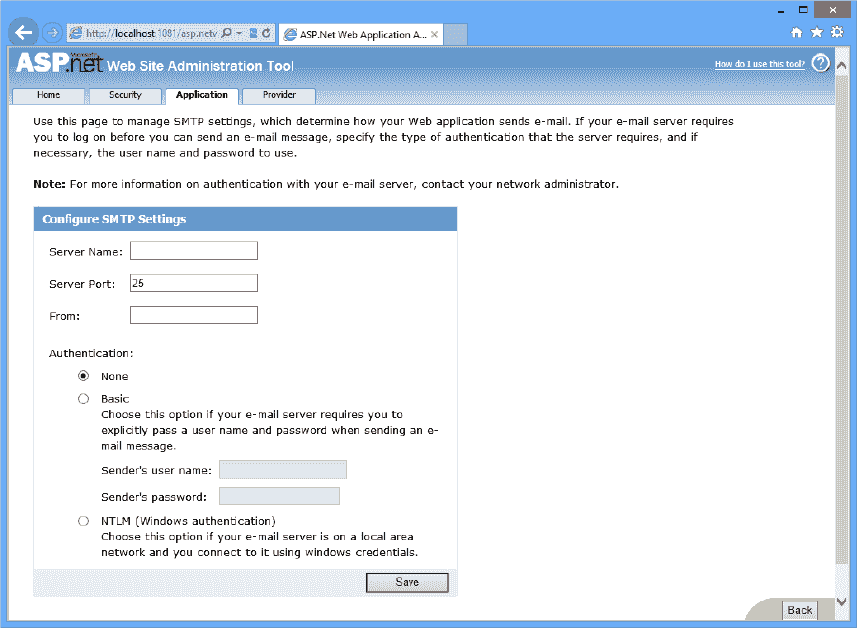 http://localhost:1081/asp.netv
ASP.Net Web Application A...
ASP.net Web Site Administration Tool
How do I use this tool?
?
Home
Security
Application
Provider
Use this page to manage SMTP settings, which determine how your Web application sends e-mail. If your e-mail server requires
you to log on before you can send an e-mail message, specify the type of authentication that the server requires, and if
necessary, the user name and password to use.
Note: For more information on authentication with your e-mail server, contact your network administrator.
Configure SMTP Settings
Server Name:
Server Port: 25
From:
Authentication:
None
Basic
Choose this option if your e-mail server requires you to
explicitly pass a user name and password when sending an e-
mail message.
Sender's user name:
Sender's password:
NTLM (Windows authentication)
Choose this option if your e-mail server is on a local area
network and you connect to it using windows credentials.
Save
Back